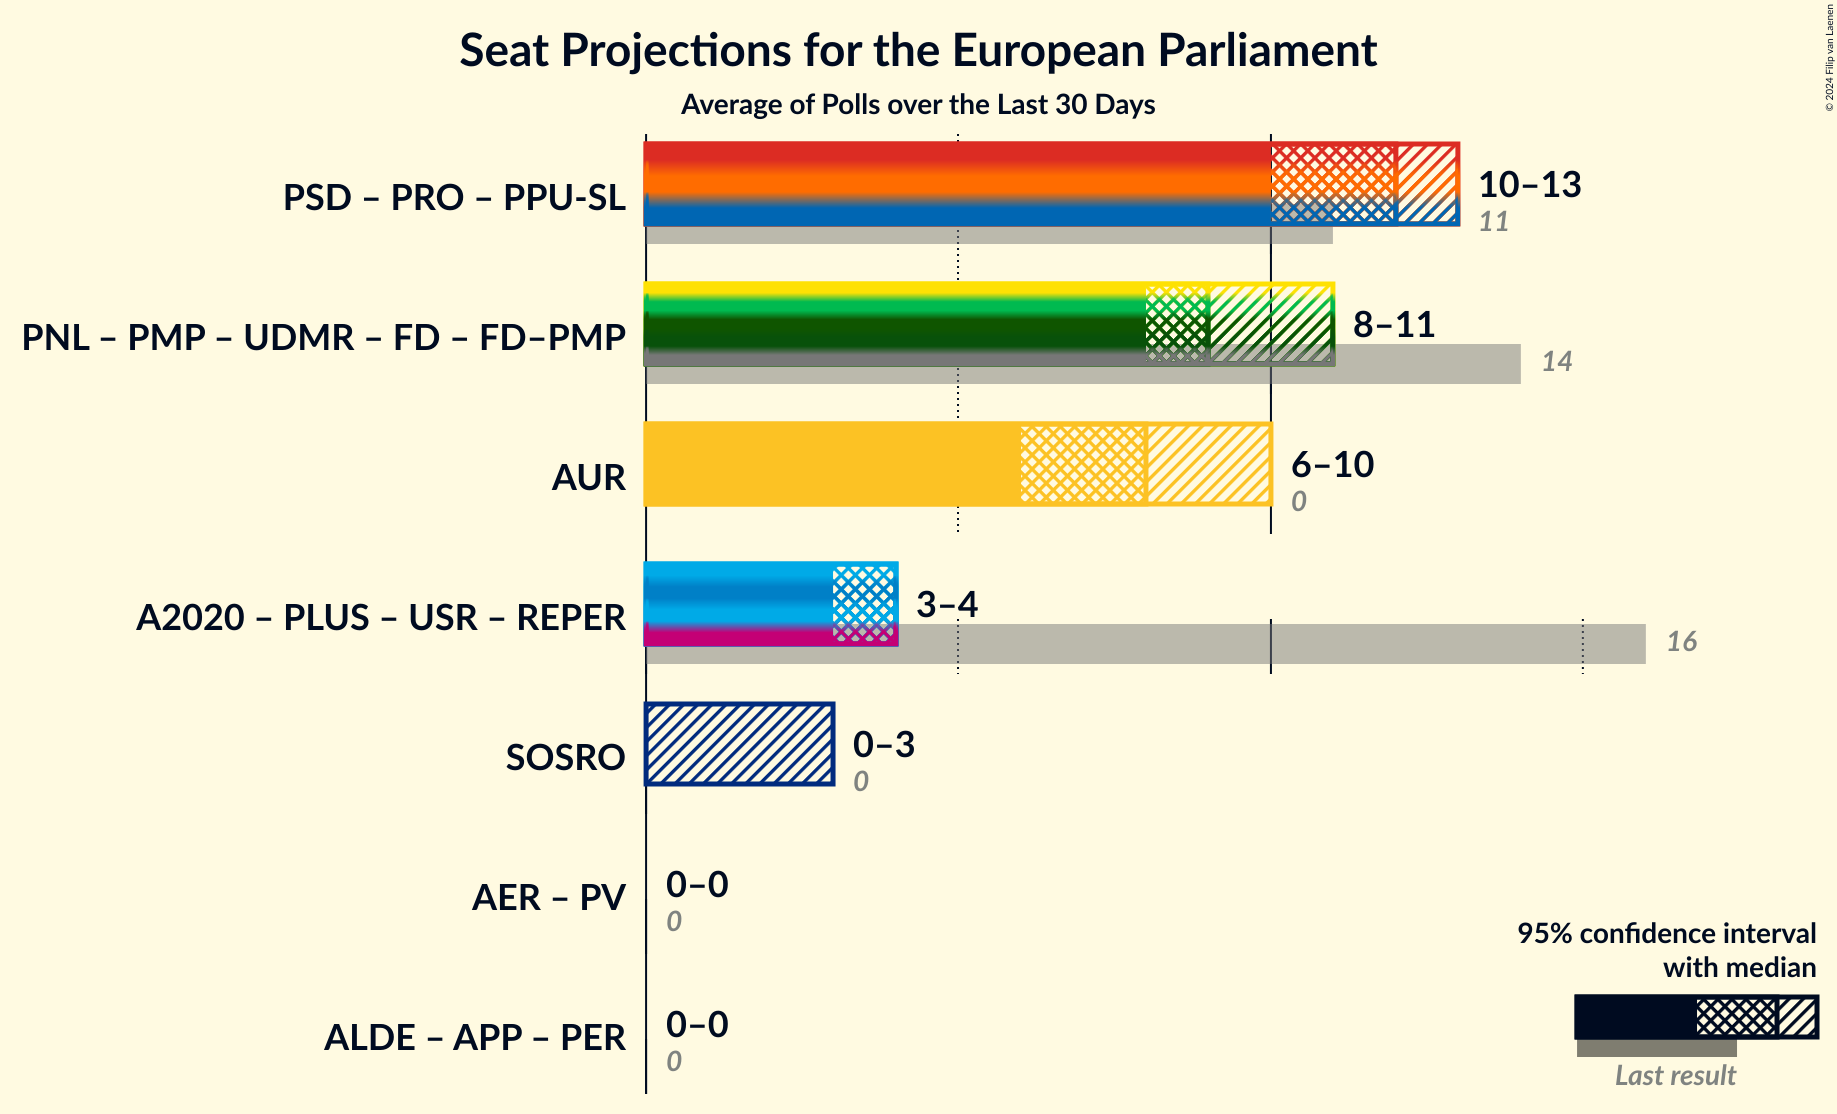 Seat Projections for the European Parliament
Average of Polls over the Last 30 Days
© 2024 Filip van Laenen
PSD – PRO – PPU-SL
10–13
11
PNL – PMP – UDMR – FD – FD–PMP
8–11
14
AUR
6–10
0
A2020 – PLUS – USR – REPER
3–4
16
SOSRO
0–3
0
AER – PV
0–0
0
ALDE – APP – PER
0–0
0
95% confidence interval
with median
Last result